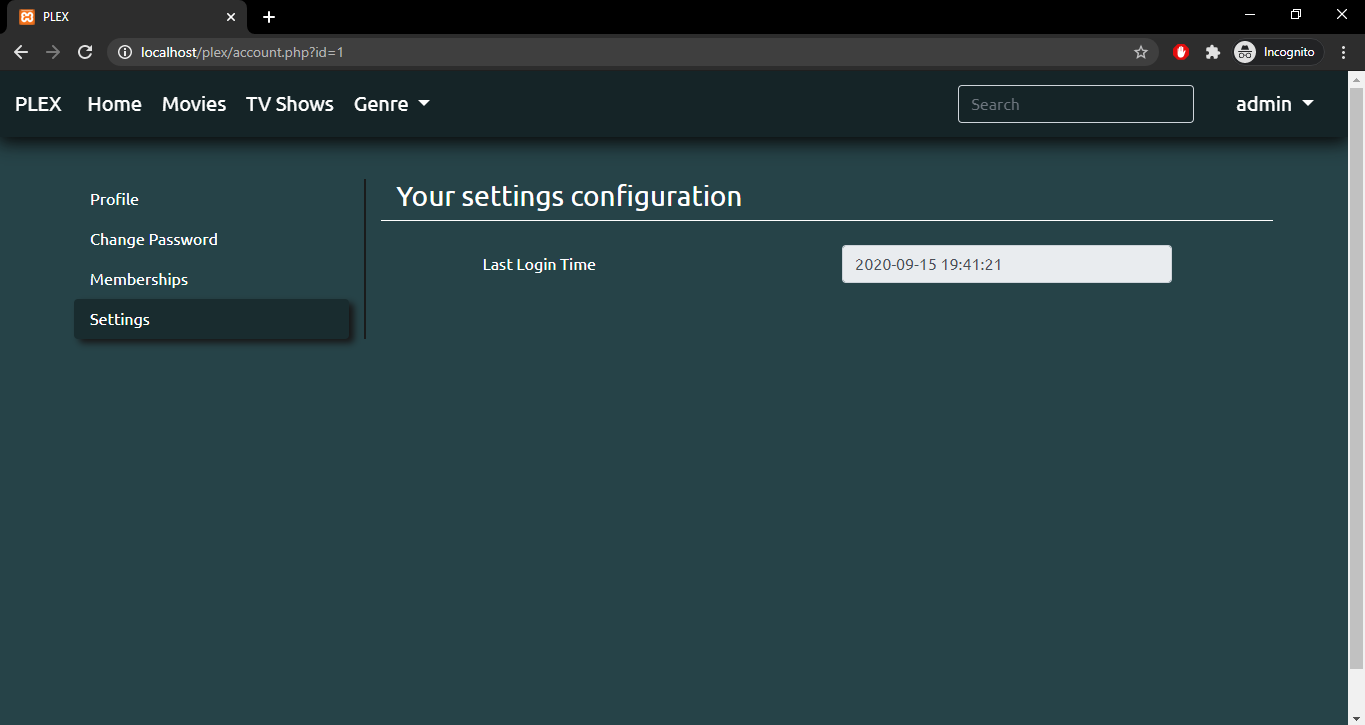 PLEX
localhost/plex/account.php?id=1
Incognito
PLEX Home Movies TV Shows Genre Search admin
Profile
Change Password
Memberships
Settings
Your settings configuration
Last Login Time 2020-09-15 19:41:21